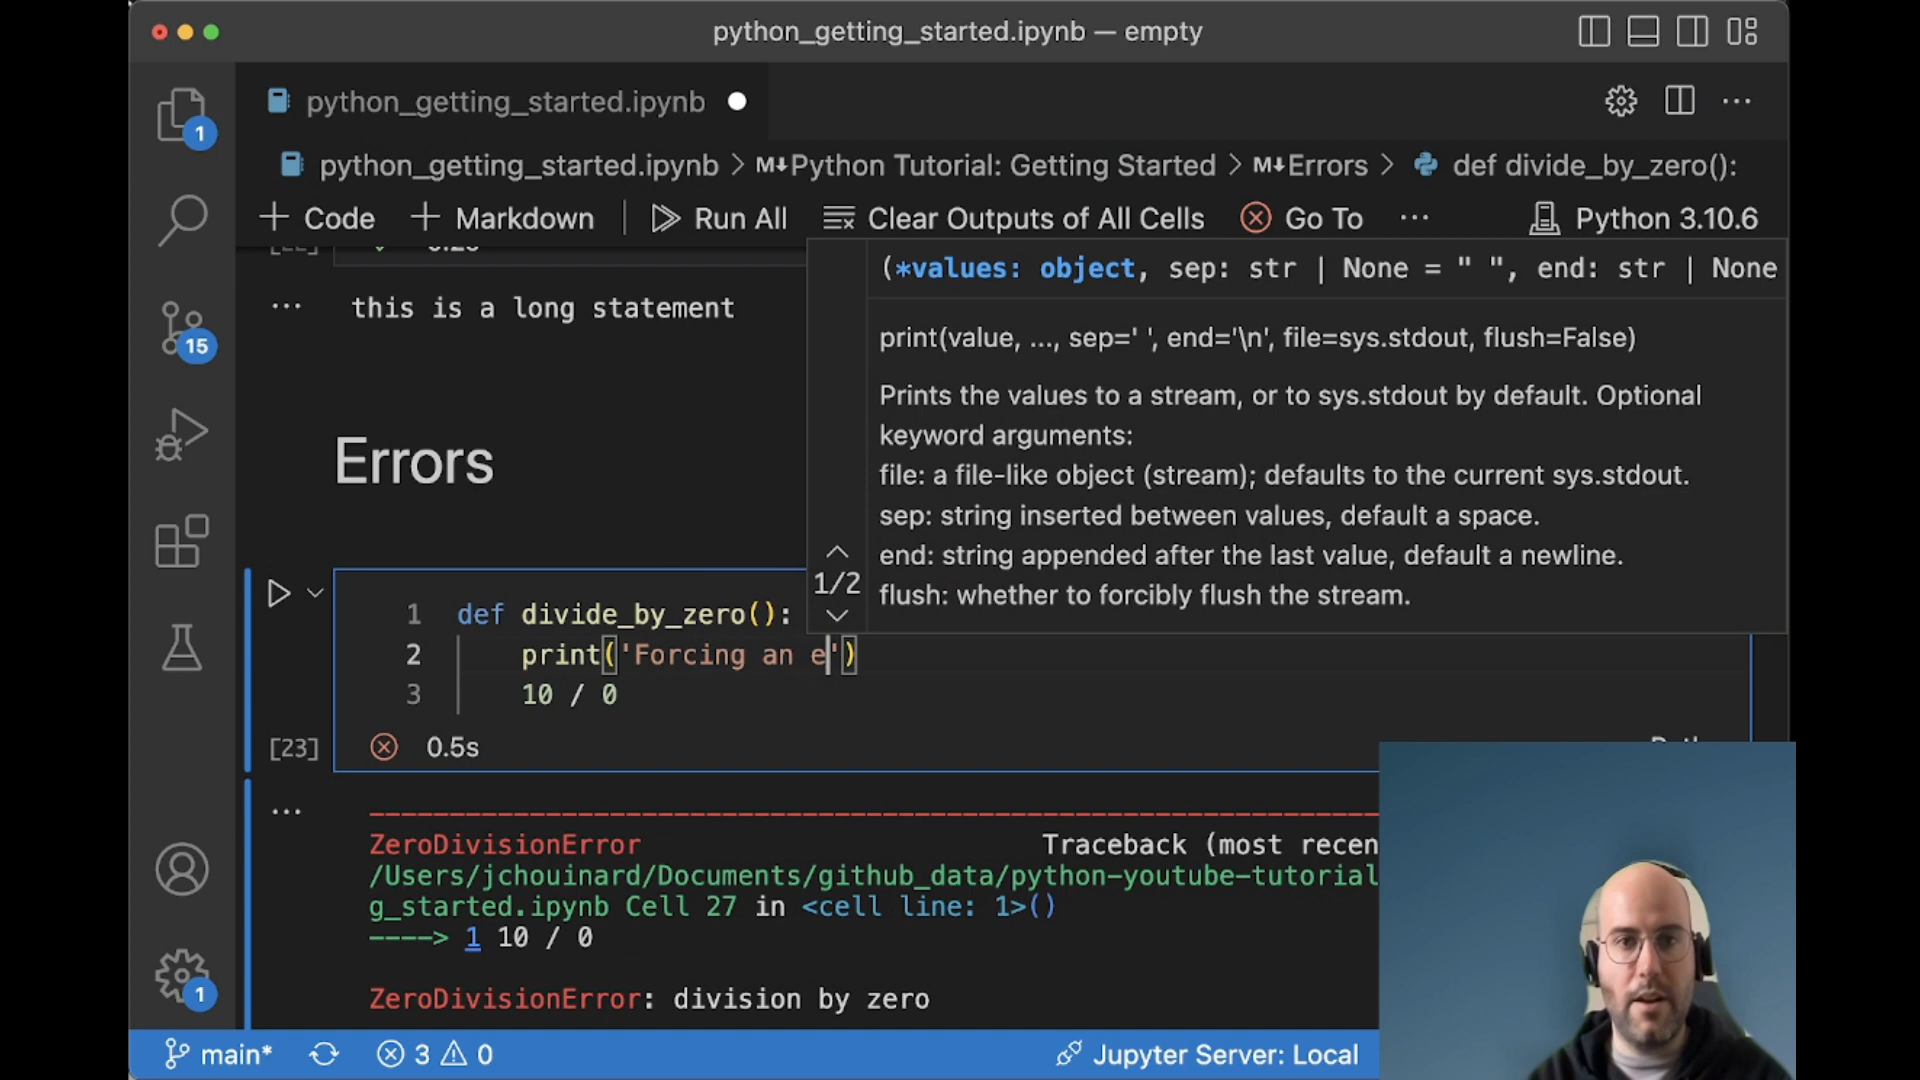 python_getting_started.ipynb — empty
python_getting_started.ipynb
1
python_getting_started.ipynb > M↓Python Tutorial: Getting Started > M↓Errors > def divide_by_zero():
+ Code + Markdown | Run All Clear Outputs of All Cells Go To ··· Python 3.10.6
(*values: object, sep: str | None = " ", end: str | None
··· this is a long statement
print(value, ..., sep=' ', end='\n', file=sys.stdout, flush=False)
15
Prints the values to a stream, or to sys.stdout by default. Optional
keyword arguments:
file: a file-like object (stream); defaults to the current sys.stdout.
sep: string inserted between values, default a space.
end: string appended after the last value, default a newline.
flush: whether to forcibly flush the stream.
1/2
Errors
1 def divide_by_zero():
2 print('Forcing an e')
3 10 / 0
[23] 0.5s
···
ZeroDivisionError Traceback (most recen
/Users/jchouinard/Documents/github_data/python-youtube-tutorial
g_started.ipynb Cell 27 in <cell line: 1>()
----> 1 10 / 0
ZeroDivisionError: division by zero
1
main* 3 0 Jupyter Server: Local